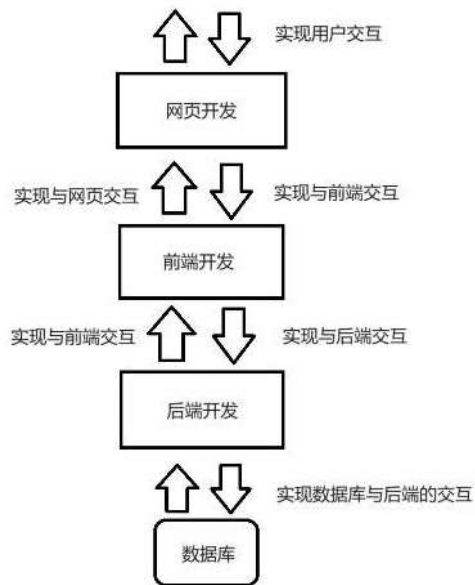 实现用户交互
网页开发
实现与网页交互
实现与前端交互
前端开发
实现与前端交互
实现与后端交互
后端开发
实现数据库与后端的交互
数据库